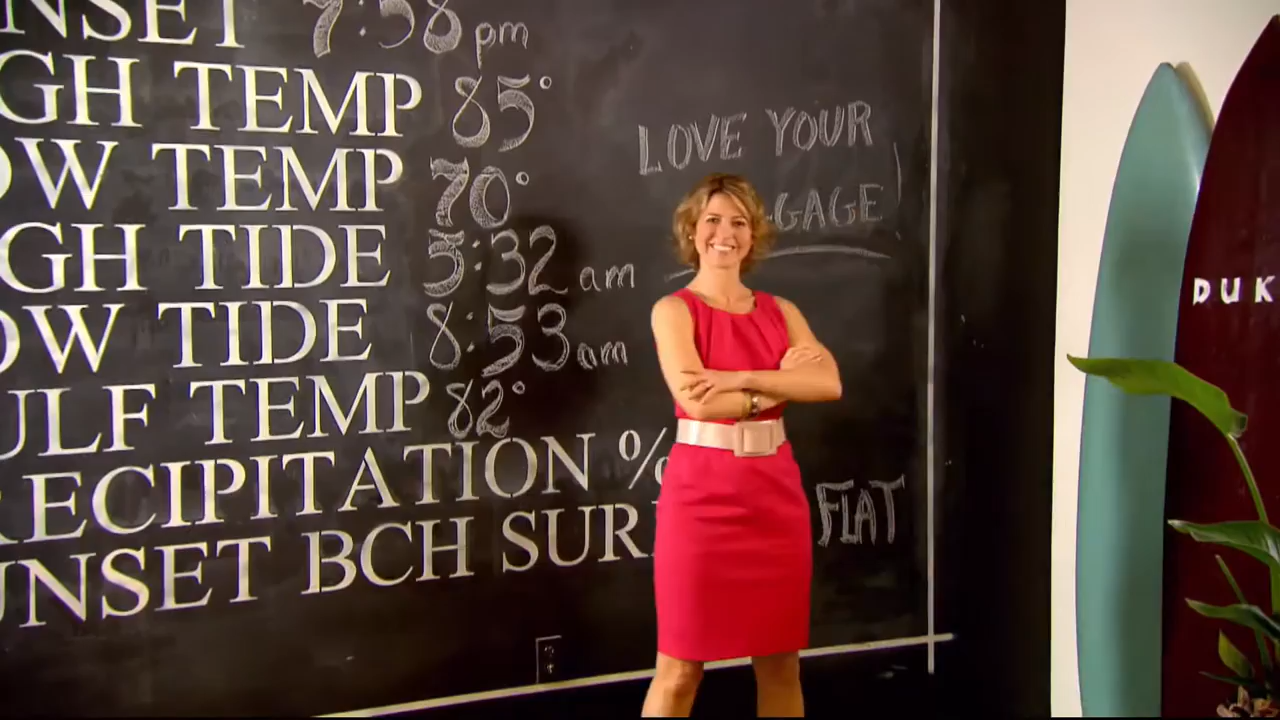 NSET 7:58 pm
GH TEMP 85°
OW TEMP 70°
GH TIDE 5:32 am
OW TIDE 8:53 am
ULF TEMP 82°
RECIPITATION %
UNSET BCH SUR
FLAT
LOVE YOUR
GAGE!
DUK